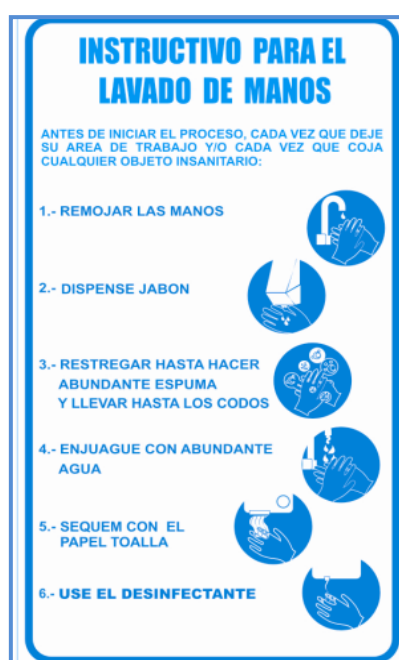 INSTRUCTIVO PARA EL
LAVADO DE MANOS
ANTES DE INICIAR EL PROCESO, CADA VEZ QUE DEJE
SU AREA DE TRABAJO Y/O CADA VEZ QUE COJA
CUALQUIER OBJETO INSANITARIO:
1.- REMOJAR LAS MANOS
2.- DISPENSE JABON
3.- RESTREGAR HASTA HACER
ABUNDANTE ESPUMA
Y LLEVAR HASTA LOS CODOS
4.- ENJUAGUE CON ABUNDANTE
AGUA
5.- SEQUEM CON EL
PAPEL TOALLA
6.- USE EL DESINFECTANTE